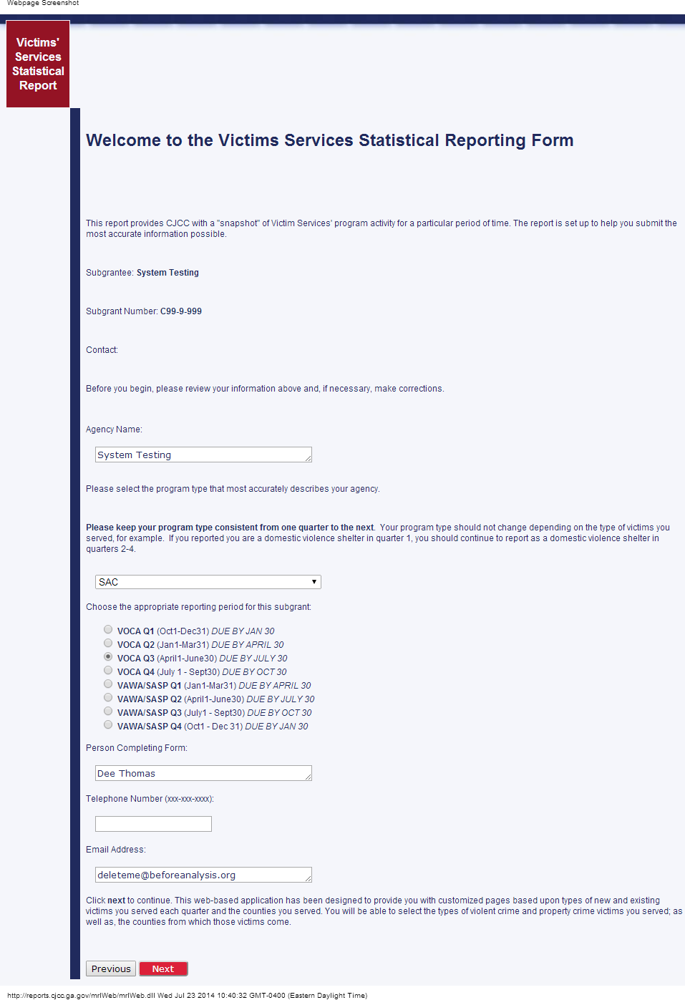 Webpage Screenshot
Victims'
Services
Statistical
Report
Welcome to the Victims Services Statistical Reporting Form
This report provides CJCC with a "snapshot" of Victim Services' program activity for a particular period of time. The report is set up to help you submit the
most accurate information possible.
Subgrantee: System Testing
Subgrant Number: C99-9-999
Contact:
Before you begin, please review your information above and, if necessary, make corrections.
Agency Name:
System Testing
Please select the program type that most accurately describes your agency.
Please keep your program type consistent from one quarter to the next.  Your program type should not change depending on the type of victims you
served, for example.  If you reported you are a domestic violence shelter in quarter 1, you should continue to report as a domestic violence shelter in
quarters 2-4.
SAC
Choose the appropriate reporting period for this subgrant:
VOCA Q1 (Oct1-Dec31) DUE BY JAN 30
VOCA Q2 (Jan1-Mar31) DUE BY APRIL 30
VOCA Q3 (April1-June30) DUE BY JULY 30
VOCA Q4 (July 1 - Sept30) DUE BY OCT 30
VAWA/SASP Q1 (Jan1-Mar31) DUE BY APRIL 30
VAWA/SASP Q2 (April1-June30) DUE BY JULY 30
VAWA/SASP Q3 (July1 - Sept30) DUE BY OCT 30
VAWA/SASP Q4 (Oct1 - Dec 31) DUE BY JAN 30
Person Completing Form:
Dee Thomas
Telephone Number (xxx-xxx-xxxx):
Email Address:
deleteme@beforeanalysis.org
Click next to continue. This web-based application has been designed to provide you with customized pages based upon types of new and existing
victims you served each quarter and the counties you served. You will be able to select the types of violent crime and property crime victims you served; as
well as, the counties from which those victims come.
Previous Next
http://reports.cjcc.ga.gov/mrIWeb/mrIWeb.dll Wed Jul 23 2014 10:40:32 GMT-0400 (Eastern Daylight Time)